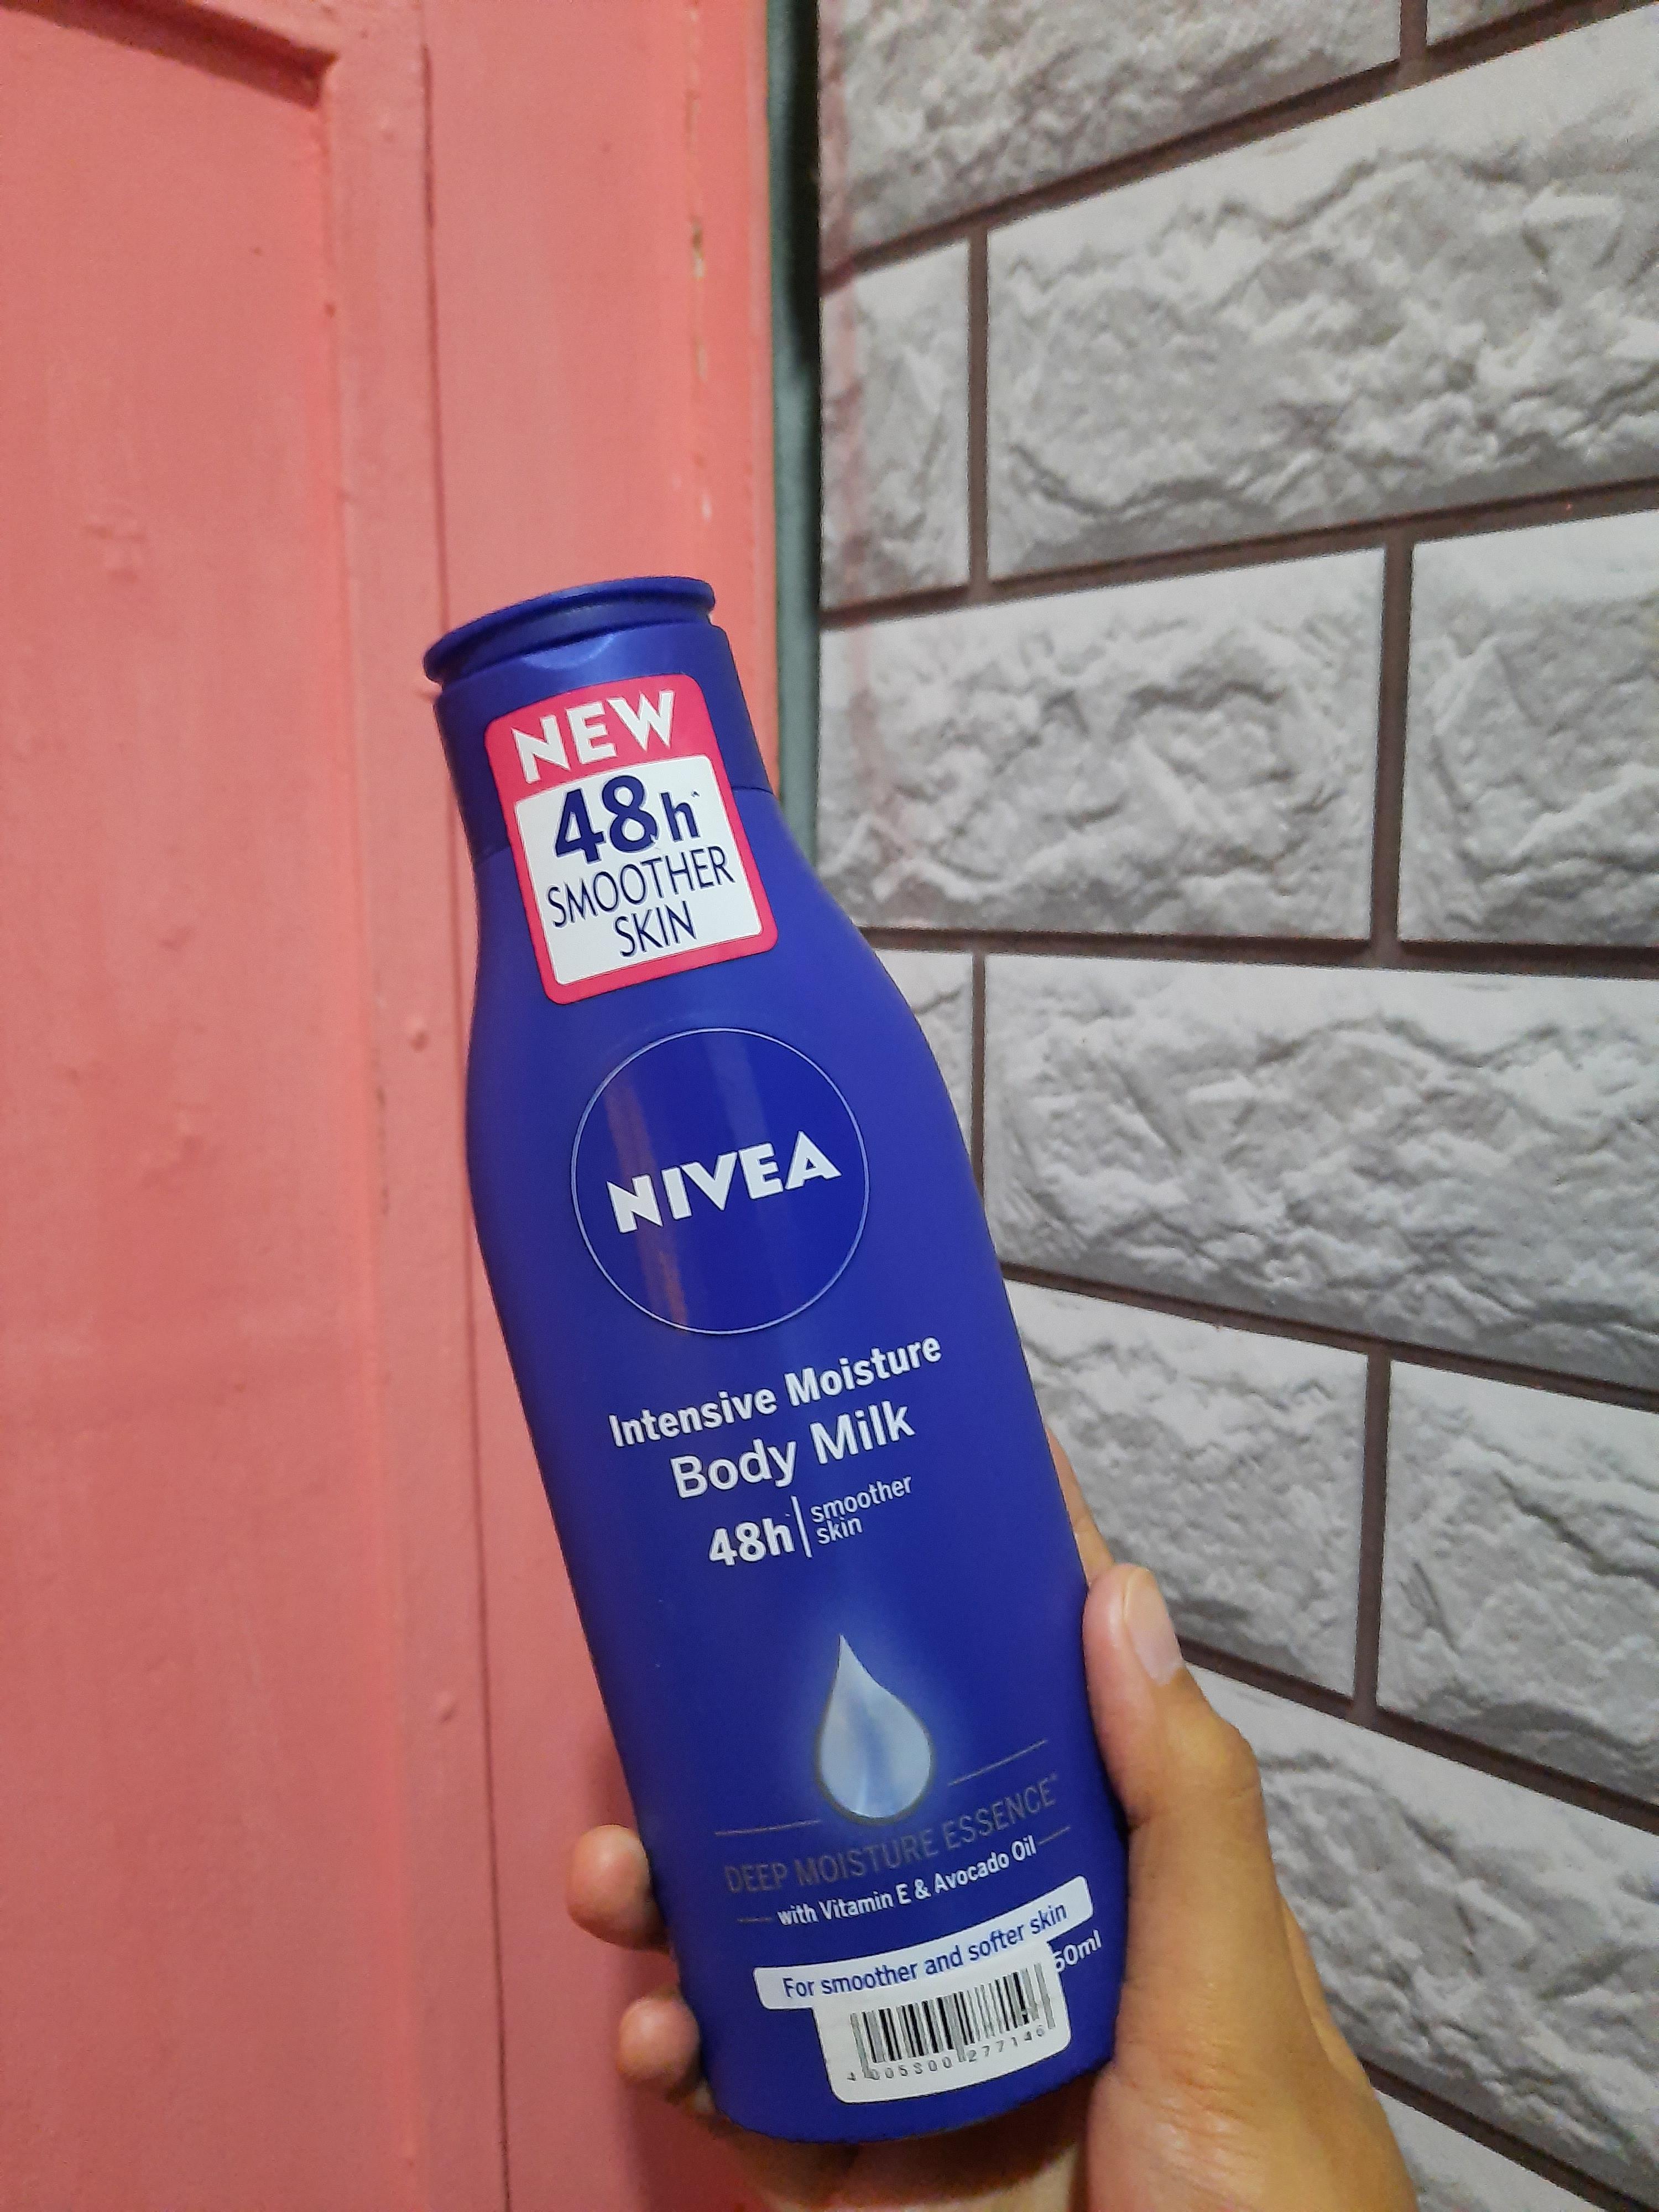 NEW
48h
SMOOTHER
SKIN
NIVEA
Intensive Moisture
Body Milk
48h smoother
skin
DEEP MOISTURE ESSENCE
with Vitamin E & Avocado Oil
For smoother and softer skin